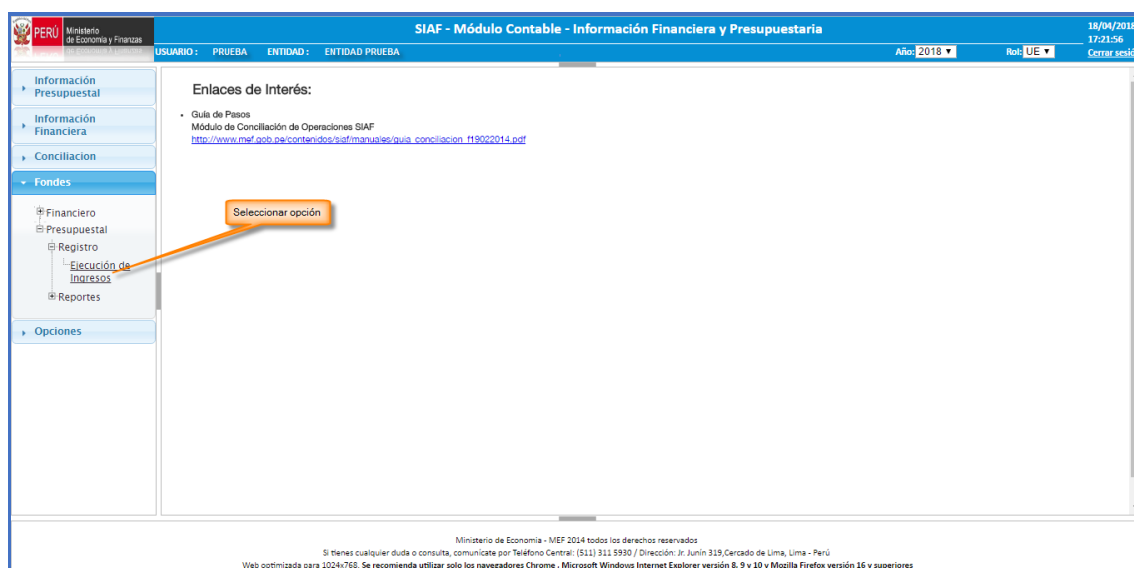 PERÚ
Ministerio
de Economía y Finanzas
SIAF - Módulo Contable - Información Financiera y Presupuestaria
18/04/2018
17:21:56
USUARIO : PRUEBA ENTIDAD : ENTIDAD PRUEBA
Año: 2018
Rol: UE
Cerrar sesió
Información
Presupuestal
Información
Financiera
Conciliacion
Fondes
Financiero
Presupuestal
Registro
Ejecución de
Ingresos
Reportes
Opciones
Enlaces de Interés:
Guía de Pasos
Módulo de Conciliación de Operaciones SIAF
http://www.mef.gob.pe/contenidos/siaf/manuales/guia_conciliacion_f19022014.pdf
Seleccionar opción
Ministerio de Economia - MEF 2014 todos los derechos reservados
Si tienes cualquier duda o consulta, comunícate por Teléfono Central: (511) 311 5930 / Dirección: Jr. Junín 319,Cercado de Lima, Lima - Perú
Web optimizada para 1024x768. Se recomienda utilizar solo los navegadores Chrome , Microsoft Windows Internet Explorer versión 8, 9 y 10 y Mozilla Firefox versión 16 y superiores